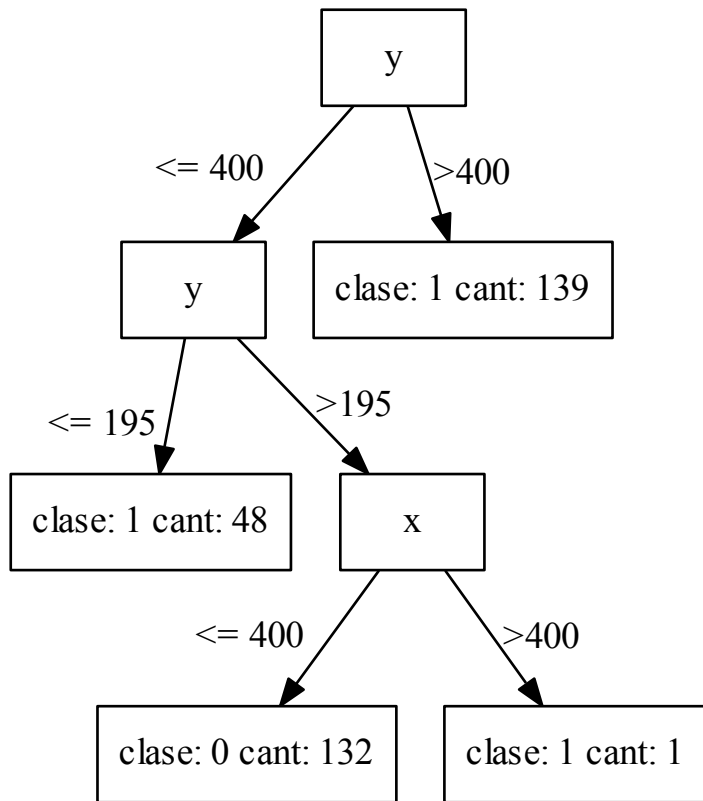 y
<= 400
>400
y
clase: 1 cant: 139
<= 195
>195
clase: 1 cant: 48
x
<= 400
>400
clase: 0 cant: 132
clase: 1 cant: 1